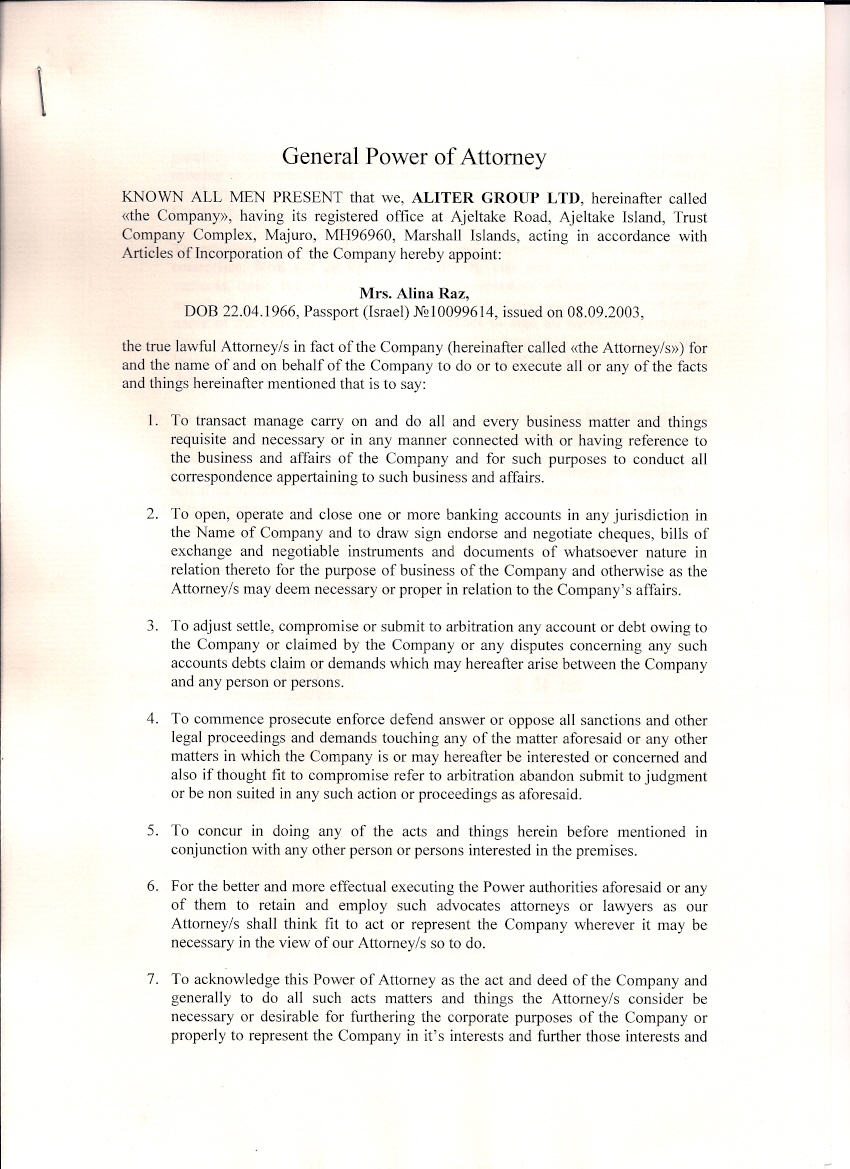 General Power of Attorney
KNOWN ALL MEN PRESENT that we, ALITER GROUP LTD, hereinafter called
«the Company», having its registered office at Ajeltake Road, Ajeltake Island, Trust
Company Complex, Majuro, MH96960, Marshall Islands, acting in accordance with
Articles of Incorporation of the Company hereby appoint:
Mrs. Alina Raz,
DOB 22.04.1966, Passport (Israel) №10099614, issued on 08.09.2003,
the true lawful Attorney/s in fact of the Company (hereinafter called «the Attorney/s») for
and the name of and on behalf of the Company to do or to execute all or any of the facts
and things hereinafter mentioned that is to say:
1. To transact manage carry on and do all and every business matter and things
requisite and necessary or in any manner connected with or having reference to
the business and affairs of the Company and for such purposes to conduct all
correspondence appertaining to such business and affairs.
2. To open, operate and close one or more banking accounts in any jurisdiction in
the Name of Company and to draw sign endorse and negotiate cheques, bills of
exchange and negotiable instruments and documents of whatsoever nature in
relation thereto for the purpose of business of the Company and otherwise as the
Attorney/s may deem necessary or proper in relation to the Company’s affairs.
3. To adjust settle, compromise or submit to arbitration any account or debt owing to
the Company or claimed by the Company or any disputes concerning any such
accounts debts claim or demands which may hereafter arise between the Company
and any person or persons.
4. To commence prosecute enforce defend answer or oppose all sanctions and other
legal proceedings and demands touching any of the matter aforesaid or any other
matters in which the Company is or may hereafter be interested or concerned and
also if thought fit to compromise refer to arbitration abandon submit to judgment
or be non suited in any such action or proceedings as aforesaid.
5. To concur in doing any of the acts and things herein before mentioned in
conjunction with any other person or persons interested in the premises.
6. For the better and more effectual executing the Power authorities aforesaid or any
of them to retain and employ such advocates attorneys or lawyers as our
Attorney/s shall think fit to act or represent the Company wherever it may be
necessary in the view of our Attorney/s so to do.
7. To acknowledge this Power of Attorney as the act and deed of the Company and
generally to do all such acts matters and things the Attorney/s consider be
necessary or desirable for furthering the corporate purposes of the Company or
properly to represent the Company in it’s interests and further those interests and